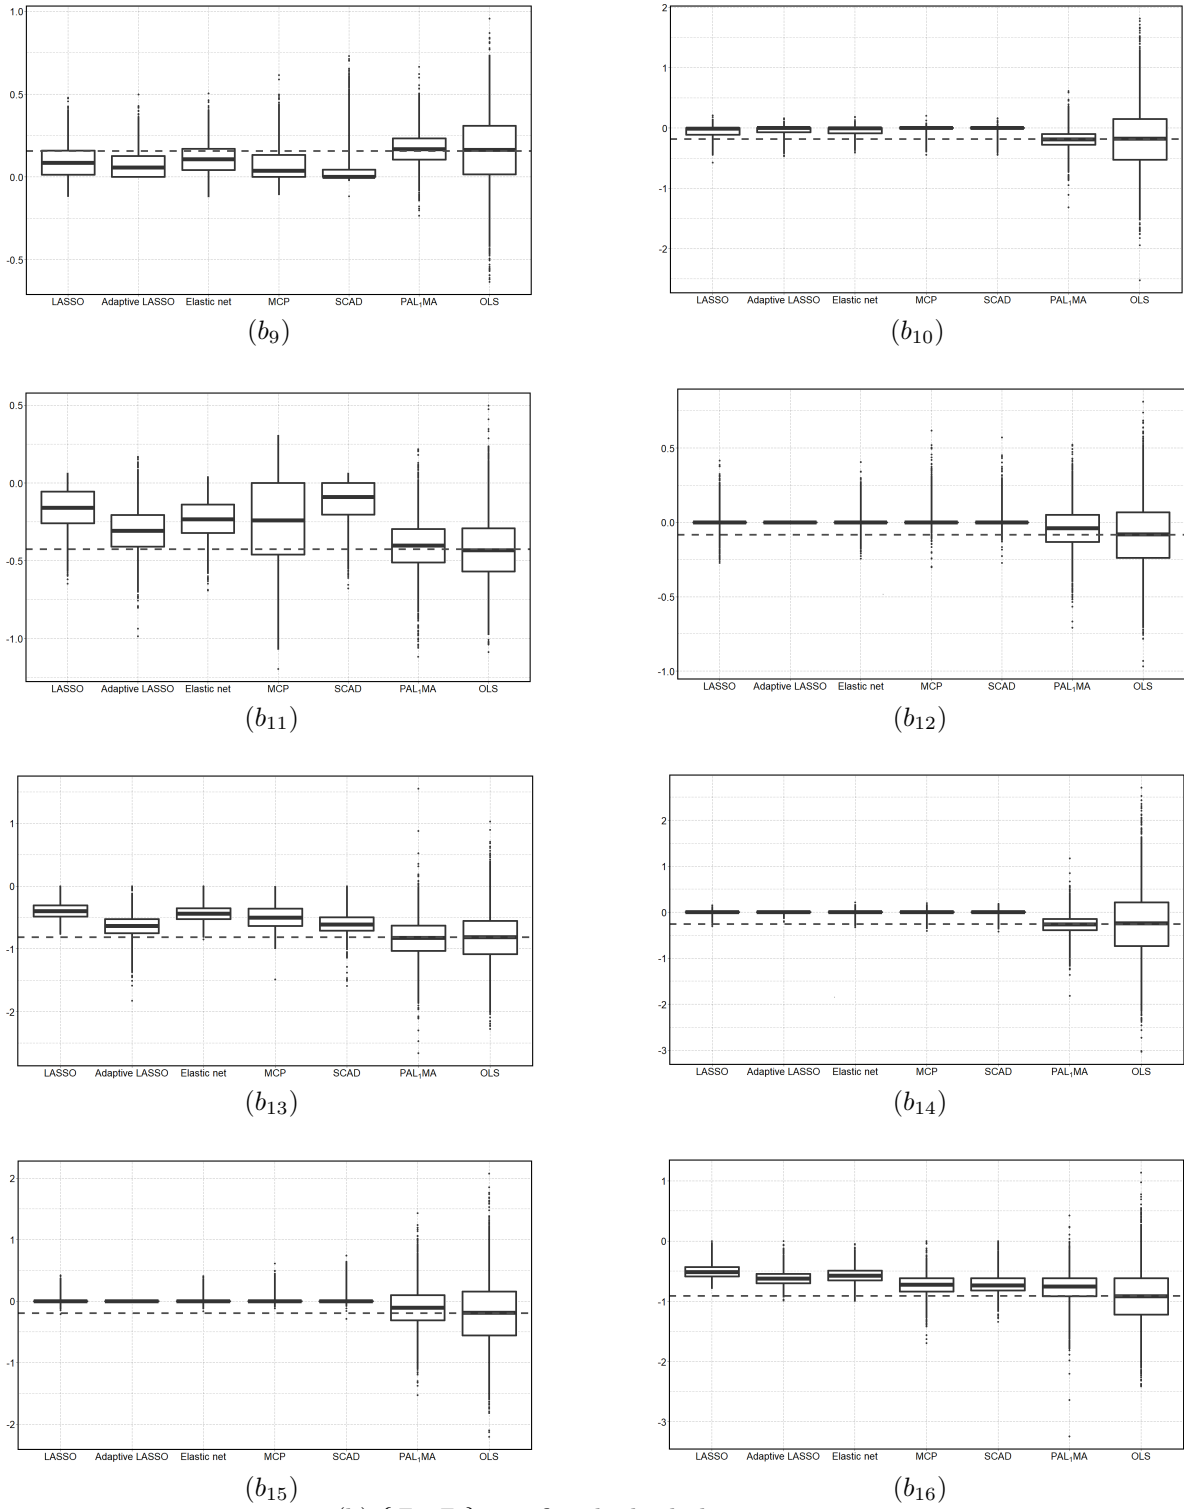 1.0
0.5
0.0
-0.5
LASSO Adaptive LASSO Elastic net MCP SCAD PAL₁MA OLS
(b₉)
2
1
0
-1
-2
LASSO Adaptive LASSO Elastic net MCP SCAD PAL₁MA OLS
(b₁₀)
0.5
0.0
-0.5
-1.0
LASSO Adaptive LASSO Elastic net MCP SCAD PAL₁MA OLS
(b₁₁)
0.5
0.0
-0.5
-1.0
LASSO Adaptive LASSO Elastic net MCP SCAD PAL₁MA OLS
(b₁₂)
1
0
-1
-2
LASSO Adaptive LASSO Elastic net MCP SCAD PAL₁MA OLS
(b₁₃)
2
1
0
-1
-2
-3
LASSO Adaptive LASSO Elastic net MCP SCAD PAL₁MA OLS
(b₁₄)
2
1
0
-1
-2
LASSO Adaptive LASSO Elastic net MCP SCAD PAL₁MA OLS
(b₁₅)
1
0
-1
-2
-3
LASSO Adaptive LASSO Elastic net MCP SCAD PAL₁MA OLS
(b₁₆)